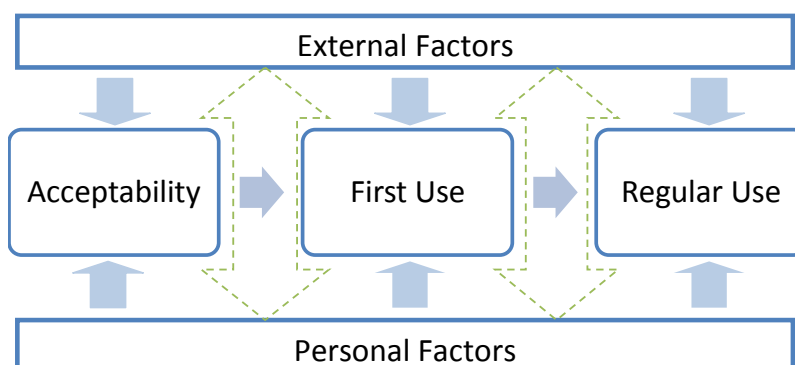 External Factors
Acceptability
First Use
Regular Use
Personal Factors